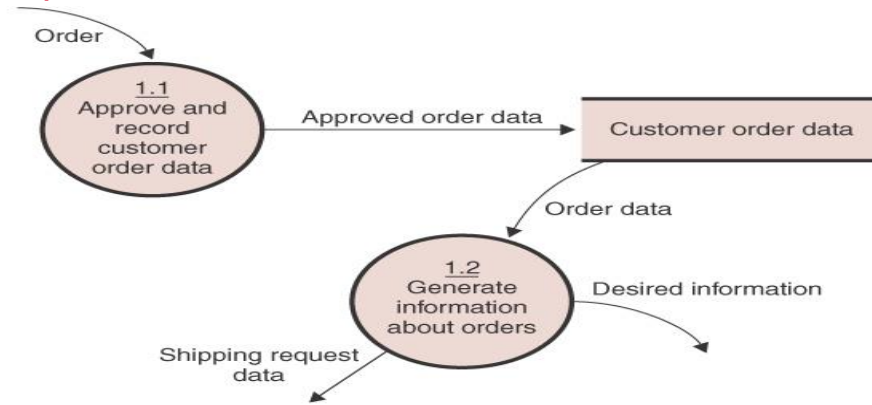 Order
1.1
Approve and
record
customer
order data
Approved order data
Customer order data
Order data
1.2
Generate
information
about orders
Desired information
Shipping request
data